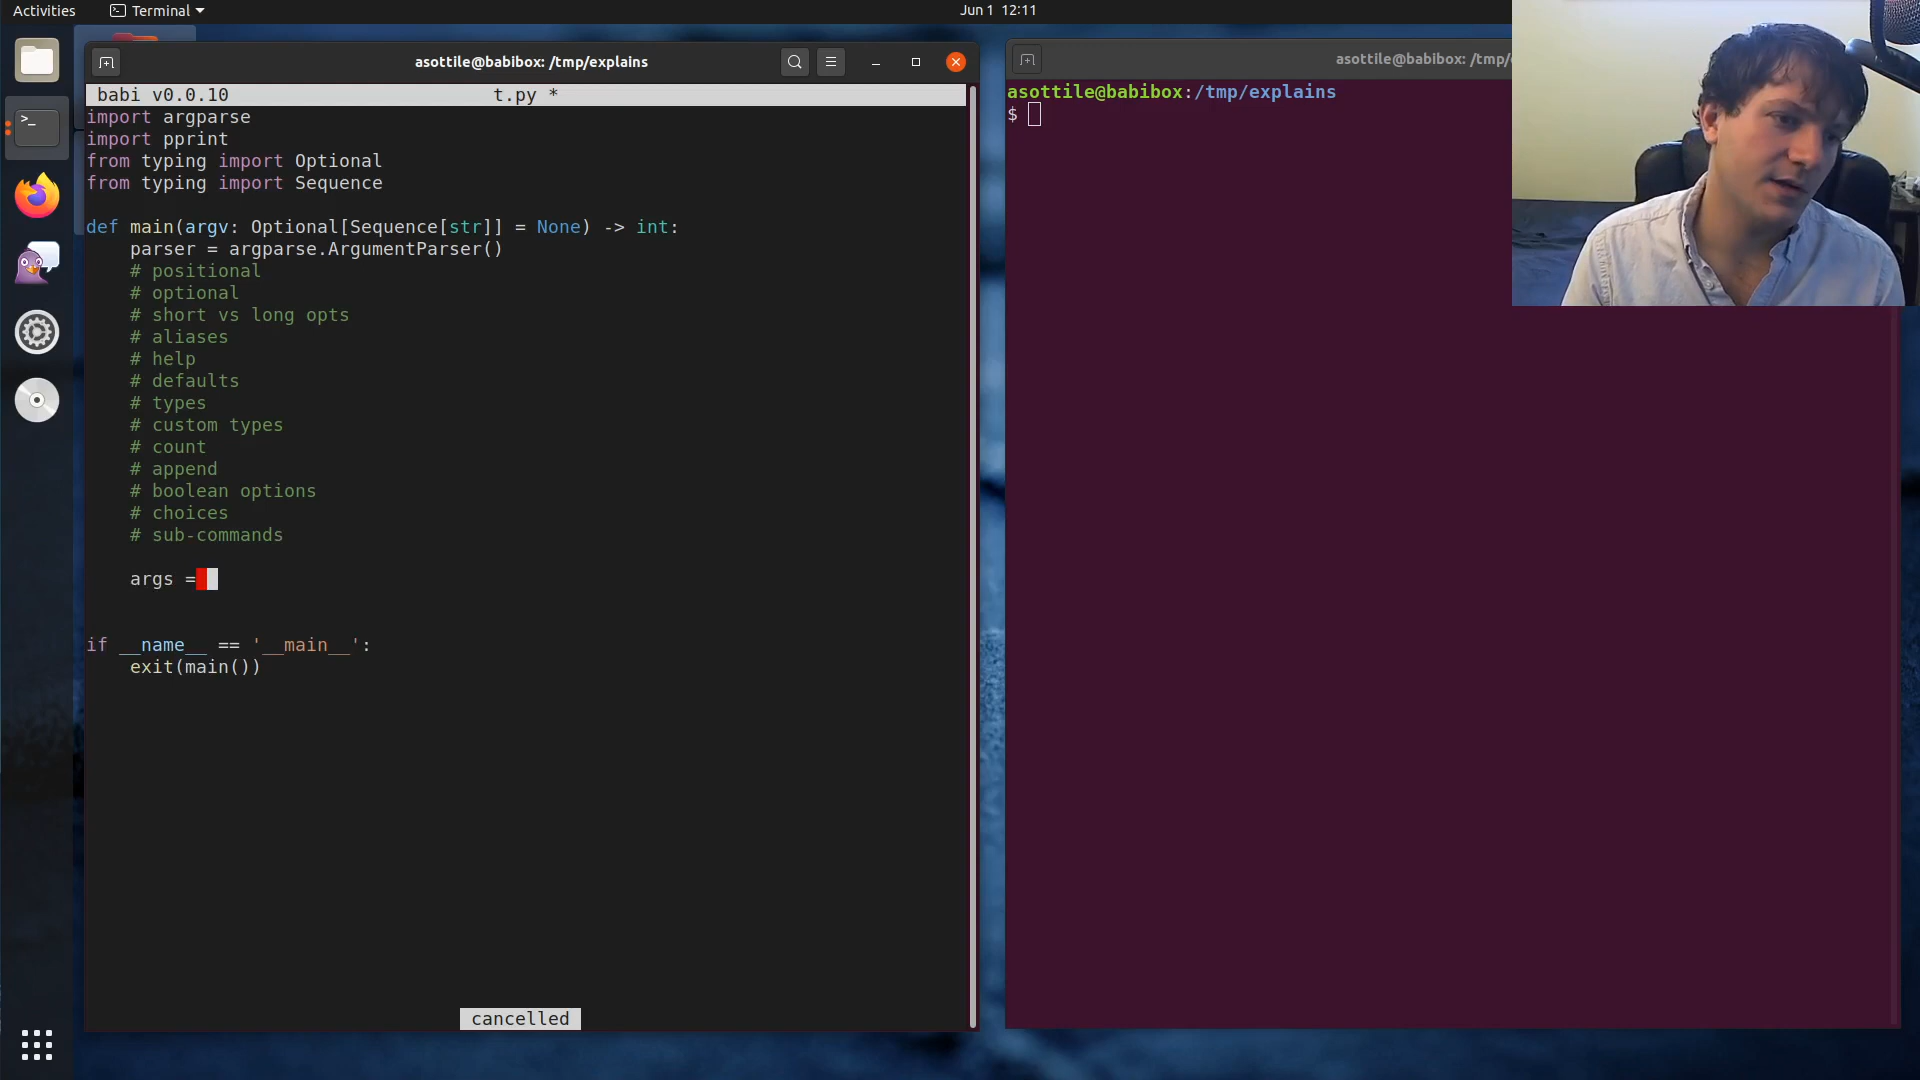 Activities
Terminal
Jun 1 12:11
asottile@babibox: /tmp/explains
babi v0.0.10 t.py *
import argparse
import pprint
from typing import Optional
from typing import Sequence
def main(argv: Optional[Sequence[str]] = None) -> int:
parser = argparse.ArgumentParser()
# positional
# optional
# short vs long opts
# aliases
# help
# defaults
# types
# custom types
# count
# append
# boolean options
# choices
# sub-commands
args =
if __name__ == '__main__':
exit(main())
cancelled
asottile@babibox: /tmp/
asottile@babibox:/tmp/explains
$